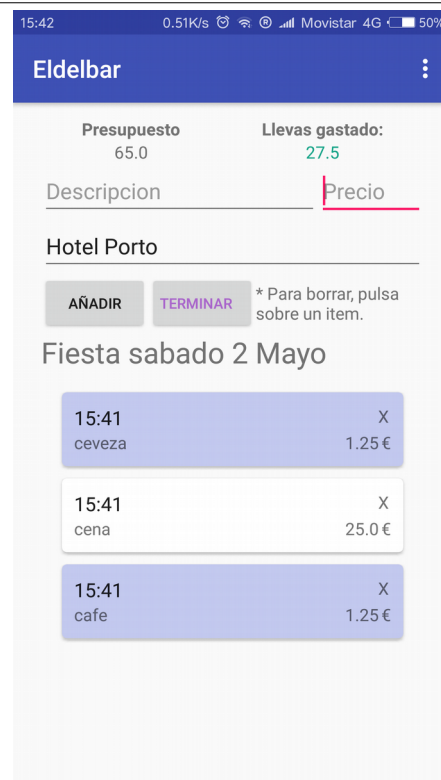 15:42 0.51K/s ® Movistar 4G 50%
Eldelbar
Presupuesto Llevas gastado:
65.0 27.5
Descripcion Precio
Hotel Porto
AÑADIR TERMINAR * Para borrar, pulsa
sobre un item.
Fiesta sabado 2 Mayo
15:41 X
ceveza 1.25 €
15:41 X
cena 25.0 €
15:41 X
cafe 1.25 €